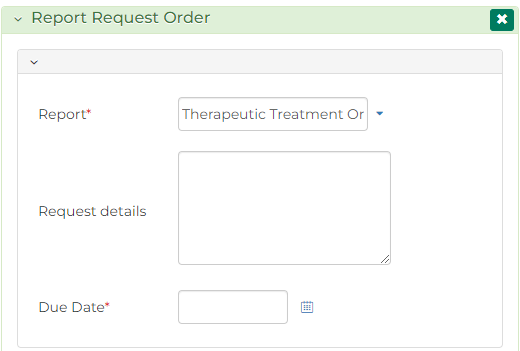 Report Request Order
Report*
Therapeutic Treatment Or
Request details
Due Date*